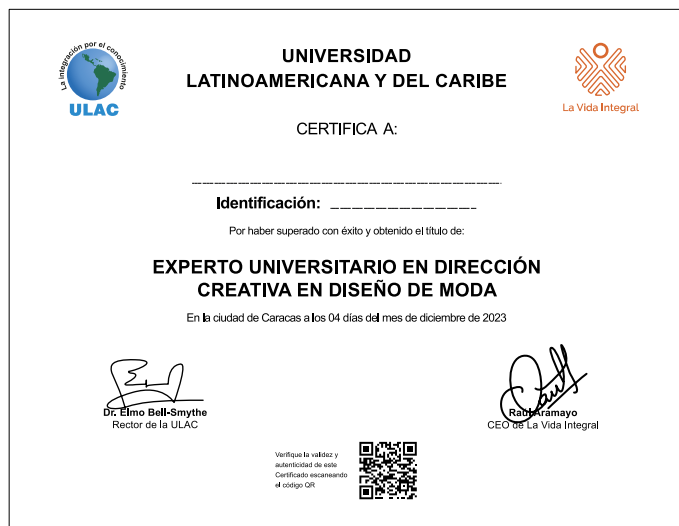 La integración por el conocimiento
ULAC
UNIVERSIDAD
LATINOAMERICANA Y DEL CARIBE
La Vida Integral
CERTIFICA A:
Identificación:
Por haber superado con éxito y obtenido el título de:
EXPERTO UNIVERSITARIO EN DIRECCIÓN
CREATIVA EN DISEÑO DE MODA
En la ciudad de Caracas a los 04 días del mes de diciembre de 2023
Dr. Elmo Bell-Smythe
Rector de la ULAC
Raúl Aramayo
CEO de La Vida Integral
Verifique la validez y
autenticidad de este
Certificado escaneando
el código QR